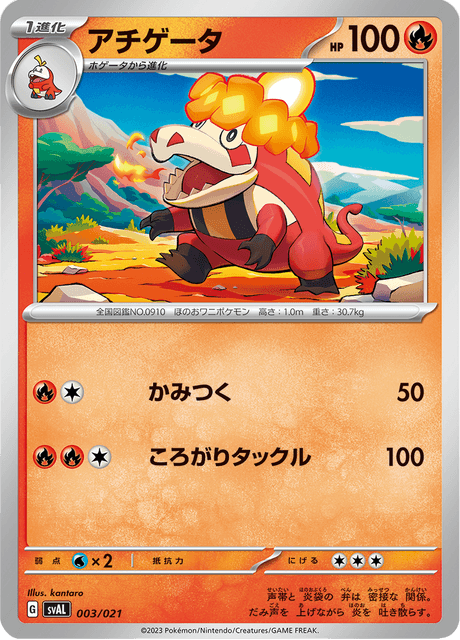 1進化
アチゲータ
HP 100
ホゲータから進化
全国図鑑NO.0910 ほのおワニポケモン 高さ：1.0m 重さ：30.7kg
かみつく 50
ころがりタックル 100
弱点 ×2 抵抗力 にげる
Illus. kantaro
G svAL 003/021
声帯と 炎袋の 弁は 密接な 関係。
だみ声を 上げながら 炎を 吐き散らす。
©2023 Pokémon/Nintendo/Creatures/GAME FREAK.